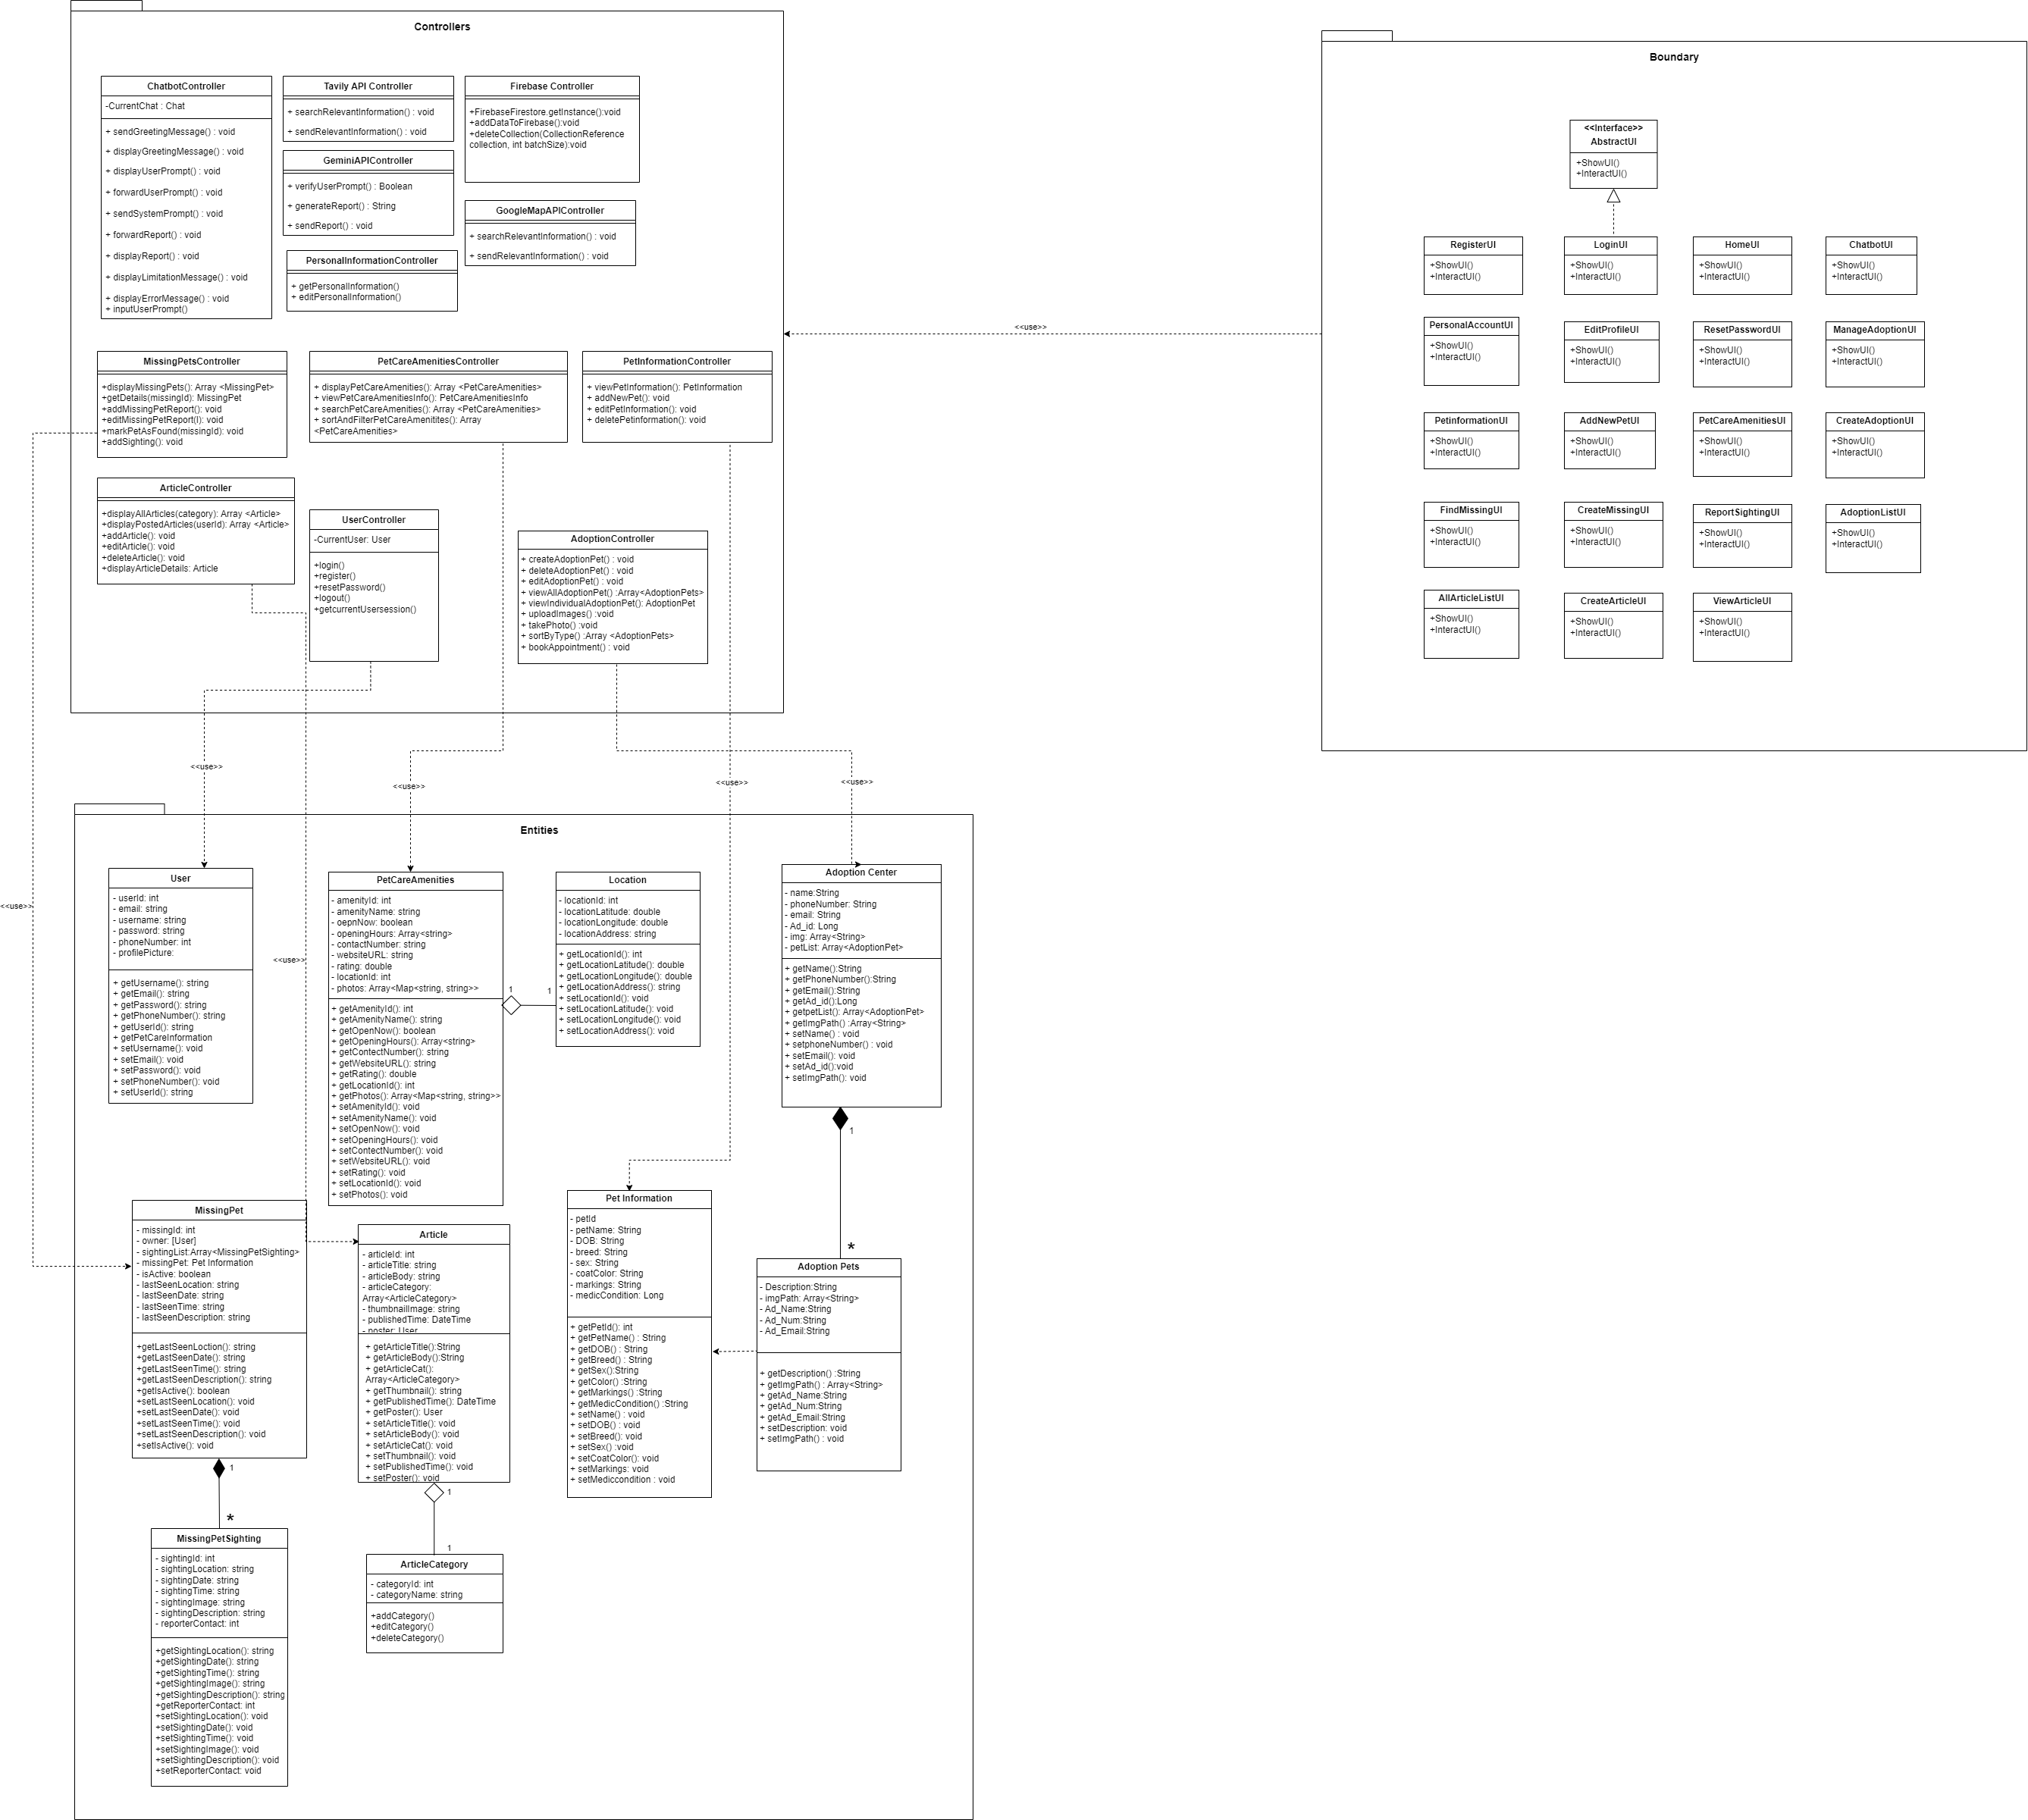 Controllers
ChatbotController
-CurrentChat : Chat
+ sendGreetingMessage() : void
+ displayGreetingMessage() : void
+ displayUserPrompt() : void
+ forwardUserPrompt() : void
+ sendSystemPrompt() : void
+ forwardReport() : void
+ displayReport() : void
+ displayLimitationMessage() : void
+ displayErrorMessage() : void
+ inputUserPrompt()
Tavily API Controller
+ searchRelevantInformation() : void
+ sendRelevantInformation() : void
GeminiAPIController
+ verifyUserPrompt() : Boolean
+ generateReport() : String
+ sendReport() : void
PersonalInformationController
+ getPersonalInformation()
+ editPersonalInformation()
Firebase Controller
+FirebaseFirestore.getInstance():void
+addDataToFirebase():void
+deleteCollection(CollectionReference
collection, int batchSize):void
GoogleMapAPIController
+ searchRelevantInformation() : void
+ sendRelevantInformation() : void
MissingPetsController
+displayMissingPets(): Array <MissingPet>
+getDetails(missingId): MissingPet
+addMissingPetReport(): void
+editMissingPetReport(I): void
+markPetAsFound(missingId): void
+addSighting(): void
PetCareAmenitiesController
+ displayPetCareAmenities(): Array <PetCareAmenities>
+ viewPetCareAmenitiesInfo(): PetCareAmenitiesInfo
+ searchPetCareAmenities(): Array <PetCareAmenities>
+ sortAndFilterPetCareAmenitites(): Array
<PetCareAmenities>
PetInformationController
+ viewPetInformation(): PetInformation
+ addNewPet(): void
+ editPetInformation(): void
+ deletePetinformation(): void
ArticleController
+displayAllArticles(category): Array <Article>
+displayPostedArticles(userId): Array <Article>
+addArticle(): void
+editArticle(): void
+deleteArticle(): void
+displayArticleDetails: Article
UserController
-CurrentUser: User
+login()
+register()
+resetPassword()
+logout()
+getcurrentUsersession()
AdoptionController
+ createAdoptionPet() : void
+ deleteAdoptionPet() : void
+ editAdoptionPet() : void
+ viewAllAdoptionPet() :Array<AdoptionPets>
+ viewIndividualAdoptionPet(): AdoptionPet
+ uploadImages() :void
+ takePhoto() :void
+ sortByType() :Array <AdoptionPets>
+ bookAppointment() : void
<<use>>
Boundary
<<Interface>>
AbstractUI
+ShowUI()
+InteractUI()
RegisterUI
+ShowUI()
+InteractUI()
LoginUI
+ShowUI()
+InteractUI()
HomeUI
+ShowUI()
+InteractUI()
ChatbotUI
+ShowUI()
+InteractUI()
PersonalAccountUI
+ShowUI()
+InteractUI()
EditProfileUI
+ShowUI()
+InteractUI()
ResetPasswordUI
+ShowUI()
+InteractUI()
ManageAdoptionUI
+ShowUI()
+InteractUI()
PetinformationUI
+ShowUI()
+InteractUI()
AddNewPetUI
+ShowUI()
+InteractUI()
PetCareAmenitiesUI
+ShowUI()
+InteractUI()
CreateAdoptionUI
+ShowUI()
+InteractUI()
FindMissingUI
+ShowUI()
+InteractUI()
CreateMissingUI
+ShowUI()
+InteractUI()
ReportSightingUI
+ShowUI()
+InteractUI()
AdoptionListUI
+ShowUI()
+InteractUI()
AllArticleListUI
+ShowUI()
+InteractUI()
CreateArticleUI
+ShowUI()
+InteractUI()
ViewArticleUI
+ShowUI()
+InteractUI()
<<use>>
<<use>>
<<use>>
<<use>>
<<use>>
<<use>>
Entities
User
- userId: int
- email: string
- username: string
- password: string
- phoneNumber: int
- profilePicture:
+ getUsername(): string
+ getEmail(): string
+ getPassword(): string
+ getPhoneNumber(): string
+ getUserId(): string
+ getPetCareInformation
+ setUsername(): void
+ setEmail(): void
+ setPassword(): void
+ setPhoneNumber(): void
+ setUserId(): string
PetCareAmenities
- amenityId: int
- amenityName: string
- oepnNow: boolean
- openingHours: Array<string>
- contactNumber: string
- websiteURL: string
- rating: double
- locationId: int
- photos: Array<Map<string, string>>
+ getAmenityId(): int
+ getAmenityName(): string
+ getOpenNow(): boolean
+ getOpeningHours(): Array<string>
+ getContectNumber(): string
+ getWebsiteURL(): string
+ getRating(): double
+ getLocationId(): int
+ getPhotos(): Array<Map<string, string>>
+ setAmenityId(): void
+ setAmenityName(): void
+ setOpenNow(): void
+ setOpeningHours(): void
+ setContectNumber(): void
+ setWebsiteURL(): void
+ setRating(): void
+ setLocationId(): void
+ setPhotos(): void
1
1
Location
- locationId: int
- locationLatitude: double
- locationLongitude: double
- locationAddress: string
+ getLocationId(): int
+ getLocationLatitude(): double
+ getLocationLongitude(): double
+ getLocationAddress(): string
+ setLocationId(): void
+ setLocationLatitude(): void
+ setLocationLongitude(): void
+ setLocationAddress(): void
Adoption Center
- name:String
- phoneNumber: String
- email: String
- Ad_id: Long
- img: Array<String>
- petList: Array<AdoptionPet>
+ getName():String
+ getPhoneNumber():String
+ getEmail():String
+ getAd_id():Long
+ getpetList(): Array<AdoptionPet>
+ getImgPath() :Array<String>
+ setName() : void
+ setphoneNumber() : void
+ setEmail(): void
+ setAd_id():void
+ setImgPath(): void
1
*
MissingPet
- missingId: int
- owner: [User]
- sightingList:Array<MissingPetSighting>
- missingPet: Pet Information
- isActive: boolean
- lastSeenLocation: string
- lastSeenDate: string
- lastSeenTime: string
- lastSeenDescription: string
+getLastSeenLoction(): string
+getLastSeenDate(): string
+getLastSeenTime(): string
+getLastSeenDescription(): string
+getIsActive(): boolean
+setLastSeenLocation(): void
+setLastSeenDate(): void
+setLastSeenTime(): void
+setLastSeenDescription(): void
+setIsActive(): void
1
*
Article
- articleId: int
- articleTitle: string
- articleBody: string
- articleCategory:
Array<ArticleCategory>
- thumbnailImage: string
- publishedTime: DateTime
- poster: User
+ getArticleTitle():String
+ getArticleBody():String
+ getArticleCat():
Array<ArticleCategory>
+ getThumbnail(): string
+ getPublishedTime(): DateTime
+ getPoster(): User
+ setArticleTitle(): void
+ setArticleBody(): void
+ setArticleCat(): void
+ setThumbnail(): void
+ setPublishedTime(): void
+ setPoster(): void
1
1
Pet Information
- petId
- petName: String
- DOB: String
- breed: String
- sex: String
- coatColor: String
- markings: String
- medicCondition: Long
+ getPetId(): int
+ getPetName() : String
+ getDOB() : String
+ getBreed() : String
+ getSex():String
+ getColor() :String
+ getMarkings() :String
+ getMedicCondition() :String
+ setName() : void
+ setDOB() : void
+ setBreed(): void
+ setSex() :void
+ setCoatColor(): void
+ setMarkings: void
+ setMediccondition : void
Adoption Pets
- Description:String
- imgPath: Array<String>
- Ad_Name:String
- Ad_Num:String
- Ad_Email:String
+ getDescription() :String
+ getImgPath() : Array<String>
+ getAd_Name:String
+ getAd_Num:String
+ getAd_Email:String
+ setDescription: void
+ setImgPath() : void
MissingPetSighting
- sightingId: int
- sightingLocation: string
- sightingDate: string
- sightingTime: string
- sightingImage: string
- sightingDescription: string
- reporterContact: int
+getSightingLocation(): string
+getSightingDate(): string
+getSightingTime(): string
+getSightingImage(): string
+getSightingDescription(): string
+getReporterContact: int
+setSightingLocation(): void
+setSightingDate(): void
+setSightingTime(): void
+setSightingImage(): void
+setSightingDescription(): void
+setReporterContact: void
ArticleCategory
- categoryId: int
- categoryName: string
+addCategory()
+editCategory()
+deleteCategory()